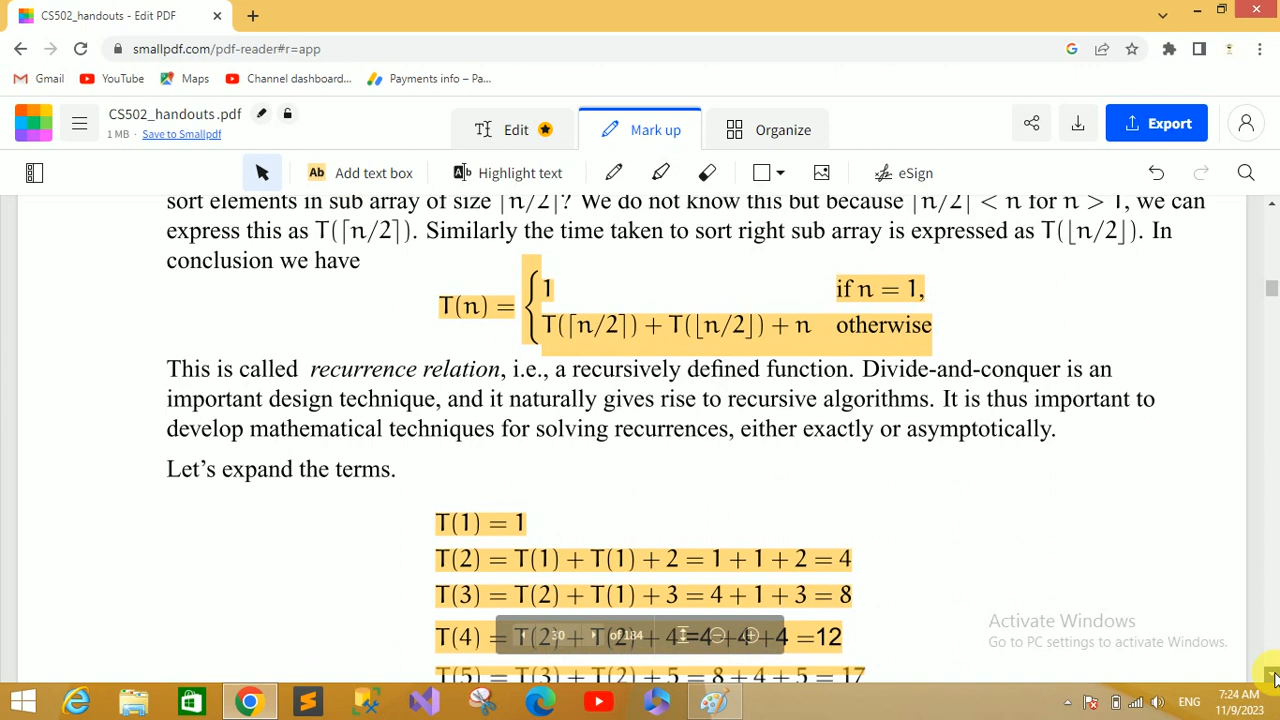 CS502_handouts - Edit PDF
smallpdf.com/pdf-reader#r=app
Gmail YouTube Maps Channel dashboard... Payments info – Pa...
CS502_handouts .pdf
1 MB · Save to Smallpdf
Edit Mark up Organize
Export
Ab Add text box Highlight text eSign
sort elements in sub array of size ⌈n/2⌉? We do not know this but because ⌈n/2⌉ < n for n > 1, we can
express this as T(⌈n/2⌉). Similarly the time taken to sort right sub array is expressed as T(⌊n/2⌋). In
conclusion we have
T(n) = { 1 if n = 1,
T(⌈n/2⌉) + T(⌊n/2⌋) + n otherwise
This is called recurrence relation, i.e., a recursively defined function. Divide-and-conquer is an
important design technique, and it naturally gives rise to recursive algorithms. It is thus important to
develop mathematical techniques for solving recurrences, either exactly or asymptotically.
Let's expand the terms.
T(1) = 1
T(2) = T(1) + T(1) + 2 = 1 + 1 + 2 = 4
T(3) = T(2) + T(1) + 3 = 4 + 1 + 3 = 8
T(4) = T(2) + T(2) + 4=4+4+4 =12
30 of 184
T(5) = T(3) + T(2) + 5 = 8 + 4 + 5 = 17
Activate Windows
Go to PC settings to activate Windows.
ENG
7:24 AM
11/9/2023